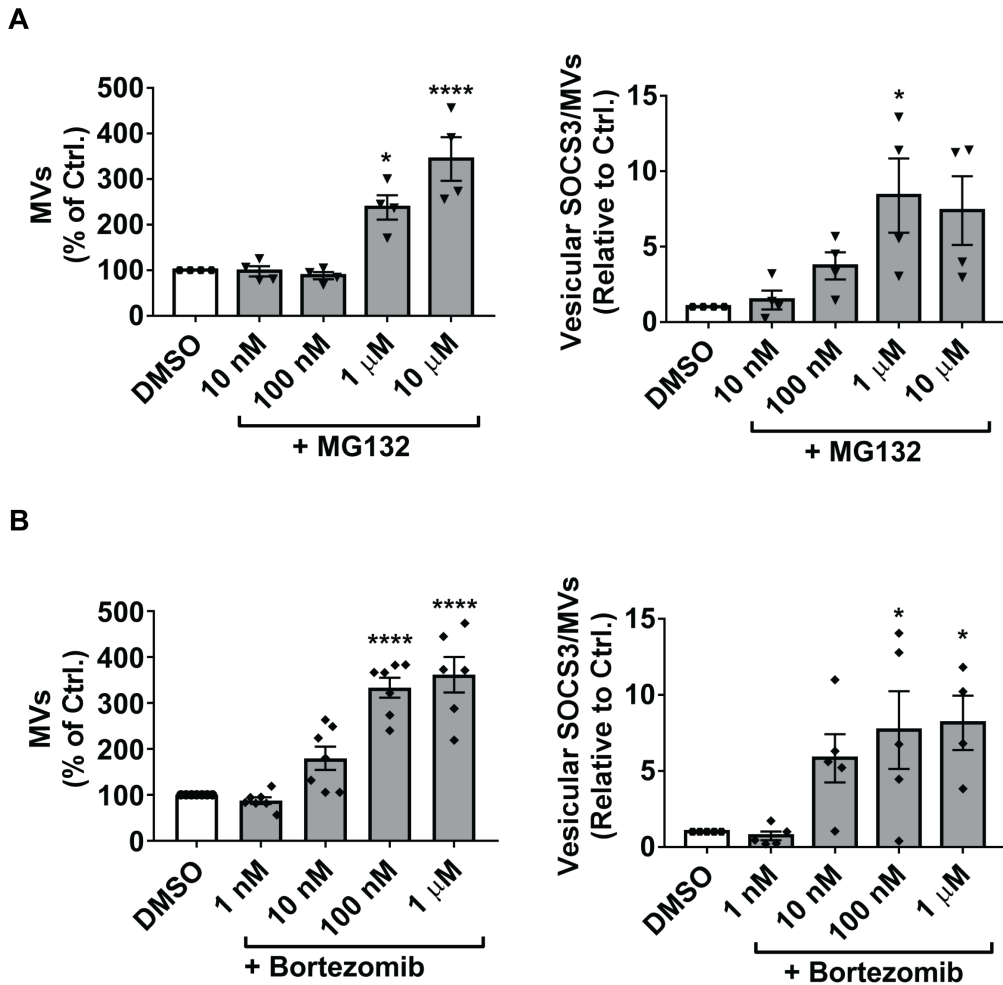 A
MVs
(% of Ctrl.)
500
400
300
200
100
0
*
****
DMSO
10 nM
100 nM
1 μM
10 μM
+ MG132
Vesicular SOCS3/MVs
(Relative to Ctrl.)
15
10
5
0
*
DMSO
10 nM
100 nM
1 μM
10 μM
+ MG132
B
MVs
(% of Ctrl.)
500
400
300
200
100
0
****
****
DMSO
1 nM
10 nM
100 nM
1 μM
+ Bortezomib
Vesicular SOCS3/MVs
(Relative to Ctrl.)
15
10
5
0
*
*
DMSO
1 nM
10 nM
100 nM
1 μM
+ Bortezomib